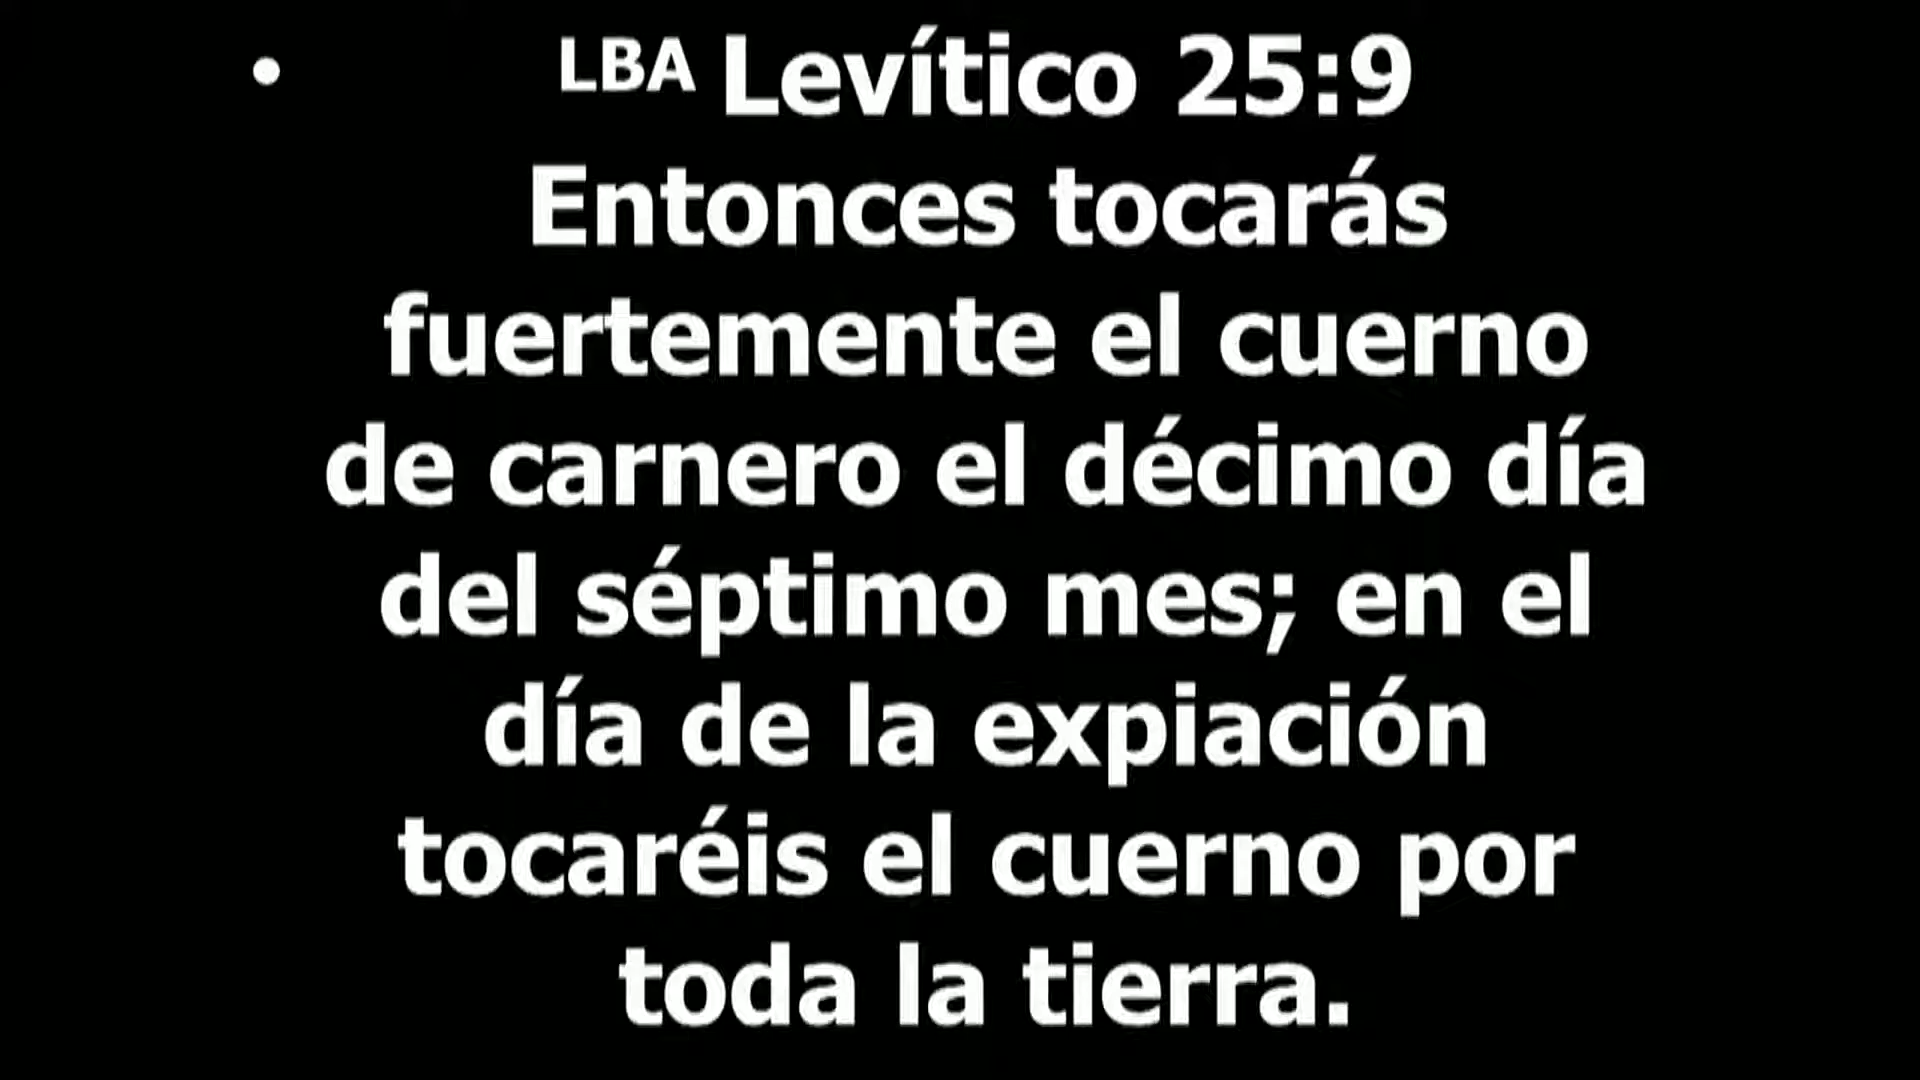 • LBA Levítico 25:9
Entonces tocarás
fuertemente el cuerno
de carnero el décimo día
del séptimo mes; en el
día de la expiación
tocaréis el cuerno por
toda la tierra.